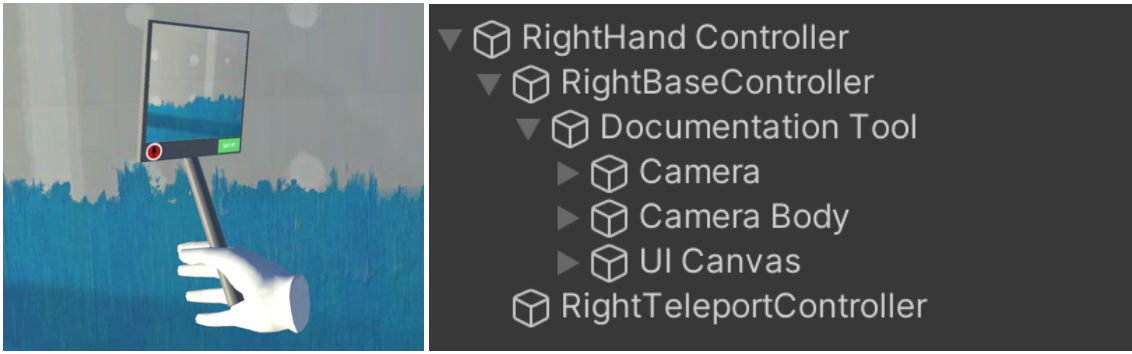 RightHand Controller
RightBaseController
Documentation Tool
Camera
Camera Body
UI Canvas
RightTeleportController